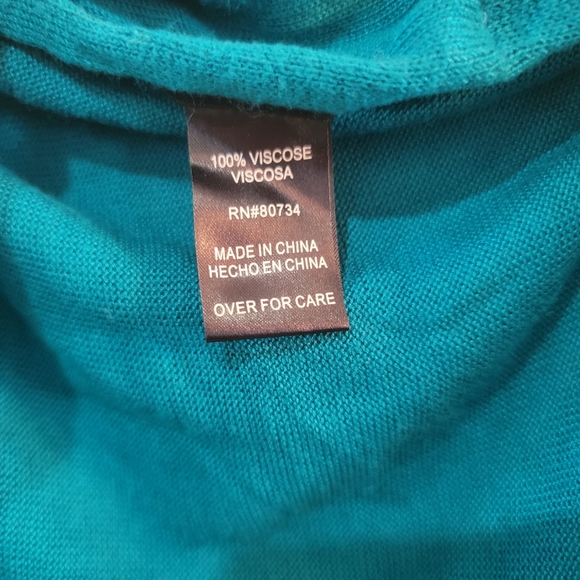 100% VISCOSE
VISCOSA
RN#80734
MADE IN CHINA
HECHO EN CHINA
OVER FOR CARE